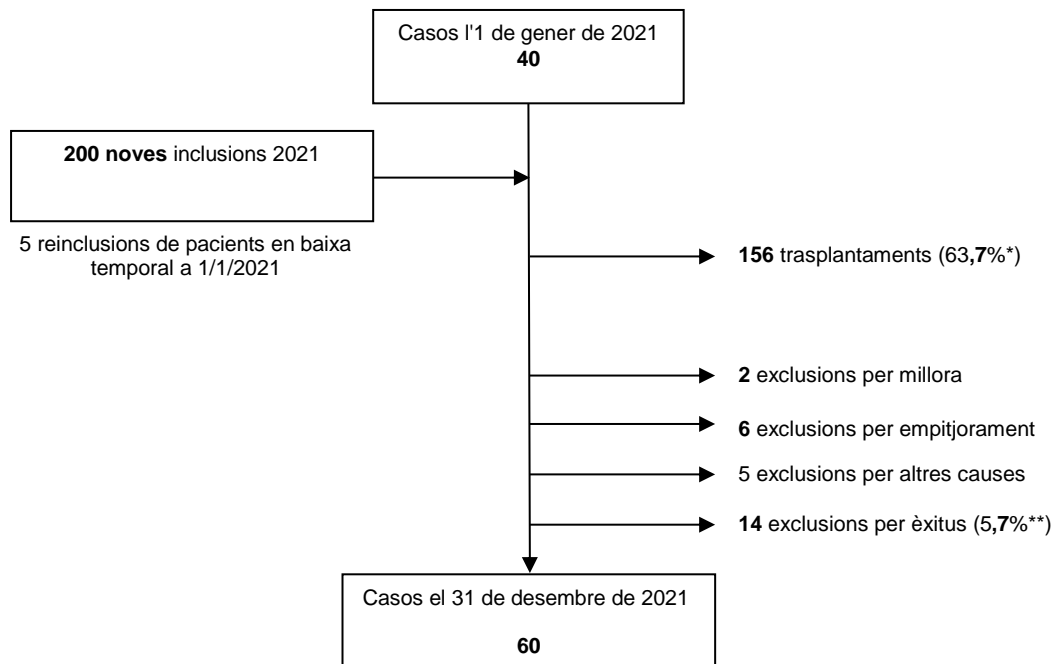 Casos l'1 de gener de 2021
40
200 noves inclusions 2021
5 reinclusions de pacients en baixa
temporal a 1/1/2021
156 trasplantaments (63,7%*)
2 exclusions per millora
6 exclusions per empitjorament
5 exclusions per altres causes
14 exclusions per èxitus (5,7%**)
Casos el 31 de desembre de 2021
60